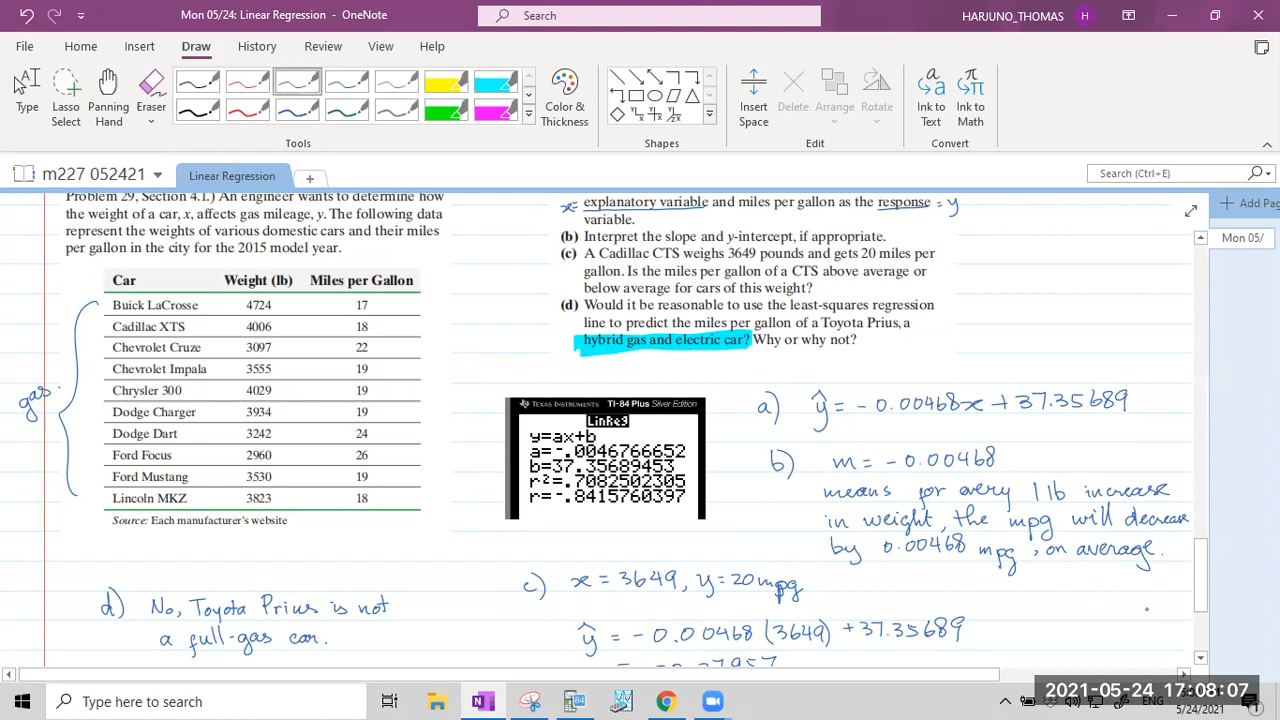 Mon 05/24: Linear Regression - OneNote
Search
HARJUNO_THOMAS
H
File Home Insert Draw View History Review View Help
Type
Lasso Select
Panning Hand
Eraser
Color & Thickness
Insert Space
Delete
Arrange
Rotate
Ink to Text
Ink to Math
Tools
Shapes
Edit
Convert
m227 052421
Linear Regression
Search (Ctrl+E)
Add Pag
Mon 05/
Problem 29, Section 4.1.) An engineer wants to determine how
the weight of a car, x, affects gas mileage, y. The following data
represent the weights of various domestic cars and their miles
per gallon in the city for the 2015 model year.
Car Weight (lb) Miles per Gallon
Buick LaCrosse 4724 17
Cadillac XTS 4006 18
Chevrolet Cruze 3097 22
Chevrolet Impala 3555 19
Chrysler 300 4029 19
Dodge Charger 3934 19
Dodge Dart 3242 24
Ford Focus 2960 26
Ford Mustang 3530 19
Lincoln MKZ 3823 18
Source: Each manufacturer's website
gas
x= explanatory variable and miles per gallon as the response = y
variable.
(b) Interpret the slope and y-intercept, if appropriate.
(c) A Cadillac CTS weighs 3649 pounds and gets 20 miles per
gallon. Is the miles per gallon of a CTS above average or
below average for cars of this weight?
(d) Would it be reasonable to use the least-squares regression
line to predict the miles per gallon of a Toyota Prius, a
hybrid gas and electric car? Why or why not?
TEXAS INSTRUMENTS TI-84 Plus Silver Edition
LinReg
y=ax+b
a=-.0046766652
b=37.35689453
r²=.7082502305
r=-.8415760397
a) ŷ = - 0.00468x + 37.35689
b) m = - 0.00468
means for every 1 lb increase
in weight, the mpg will decrease
by 0.00468 mpg, on average.
c) x = 3649, y = 20mpg
ŷ = - 0.00468 (3649) + 37.35689
d) No, Toyota Prius is not
a full-gas car.
Type here to search
2021-05-24 17:08:07
5/24/2021